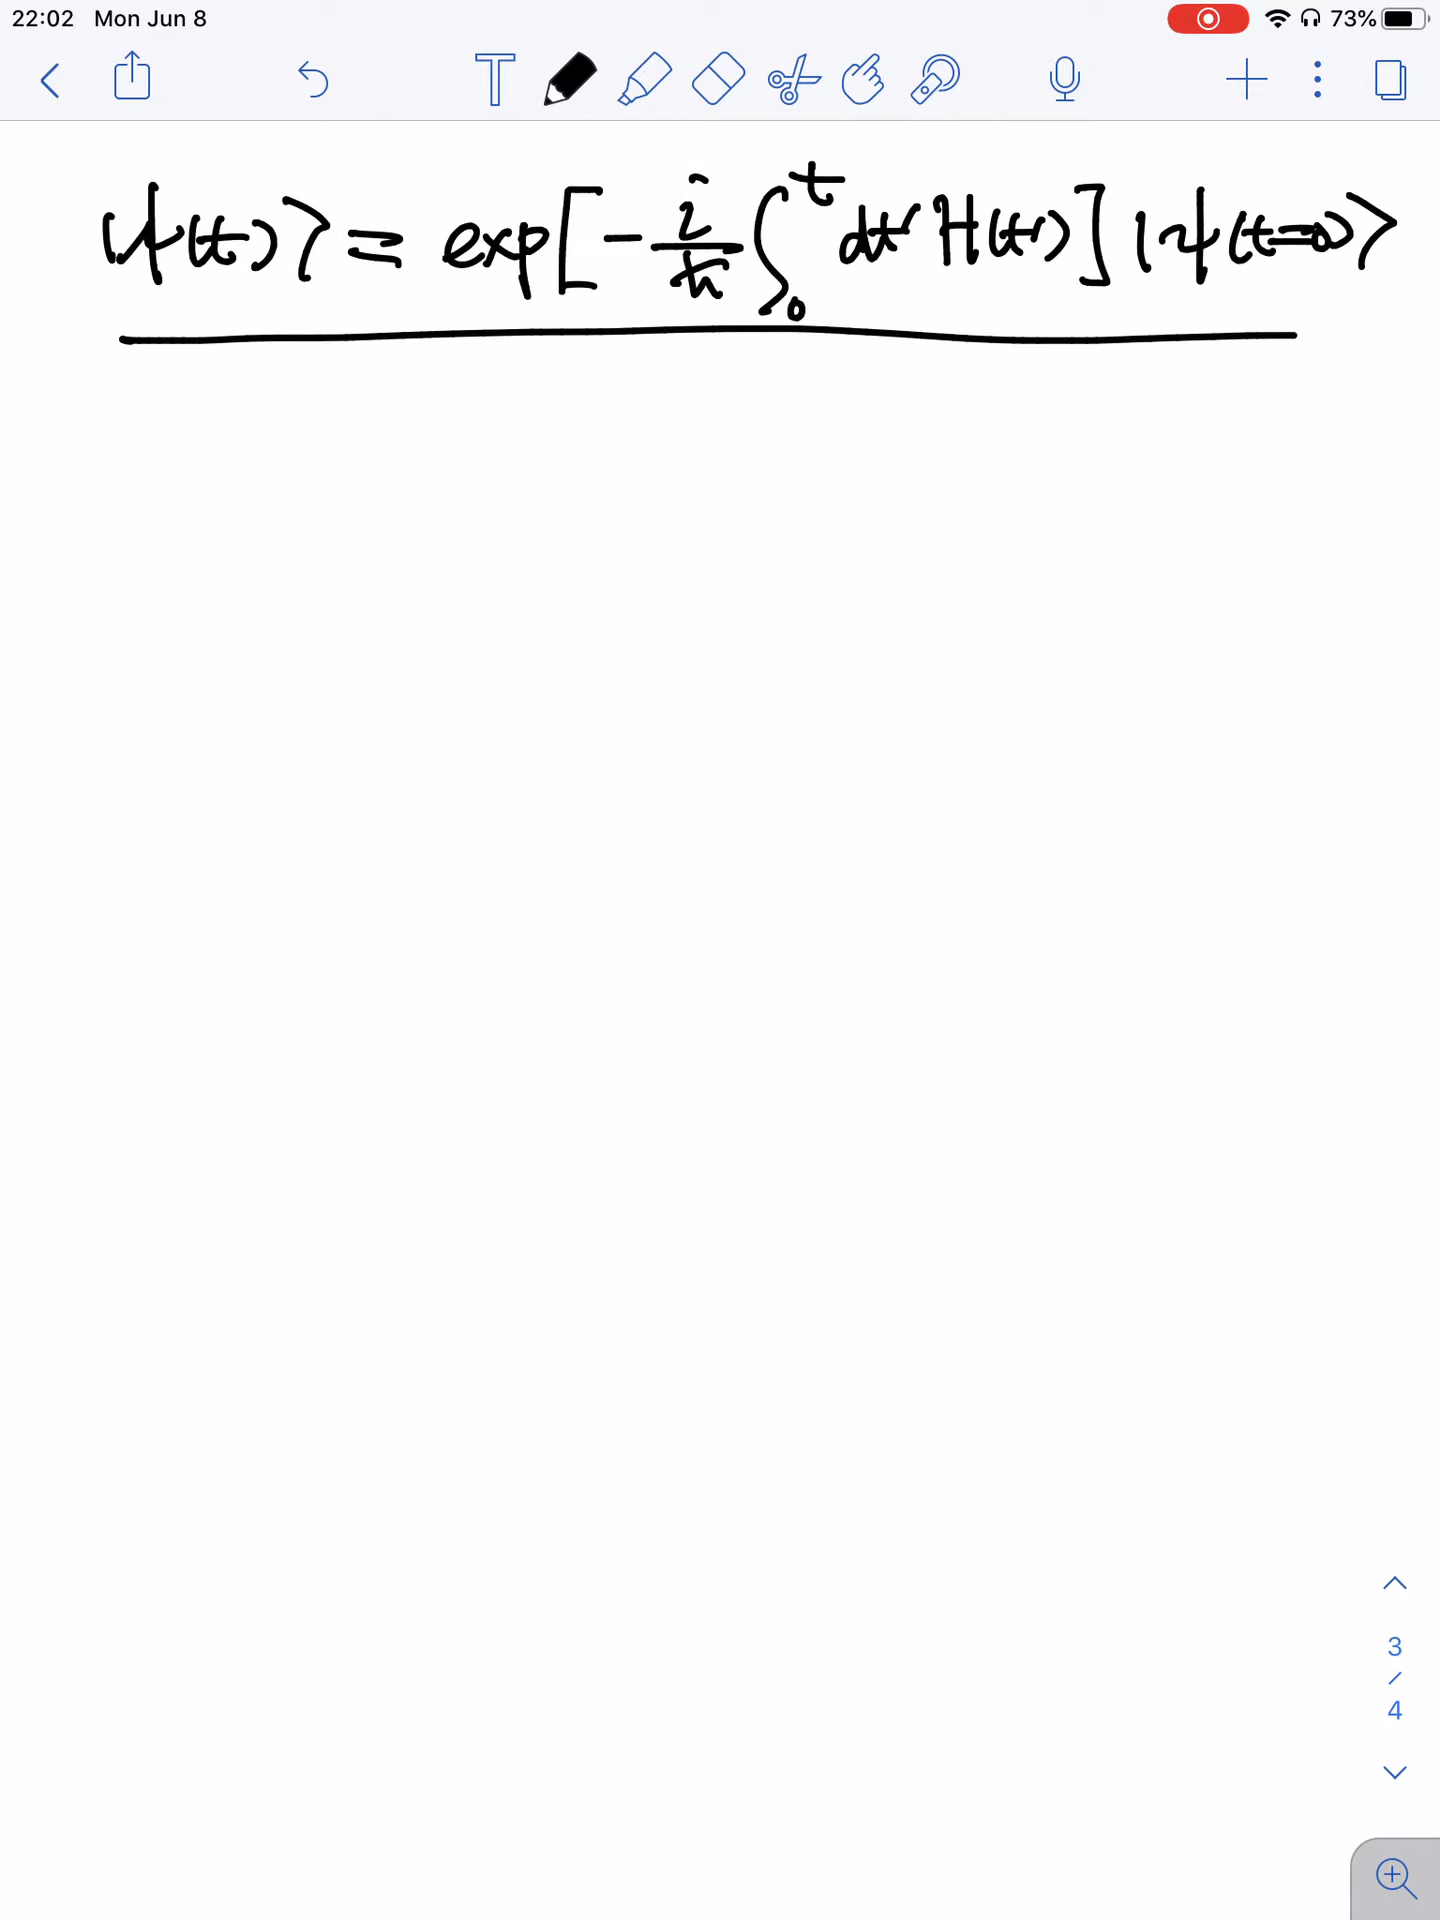 22:02 Mon Jun 8 73%
T
|ψ(t)⟩ = exp[-i/ħ ∫₀ᵗ dt' H(t')] |ψ(t=0)⟩
3
/
4